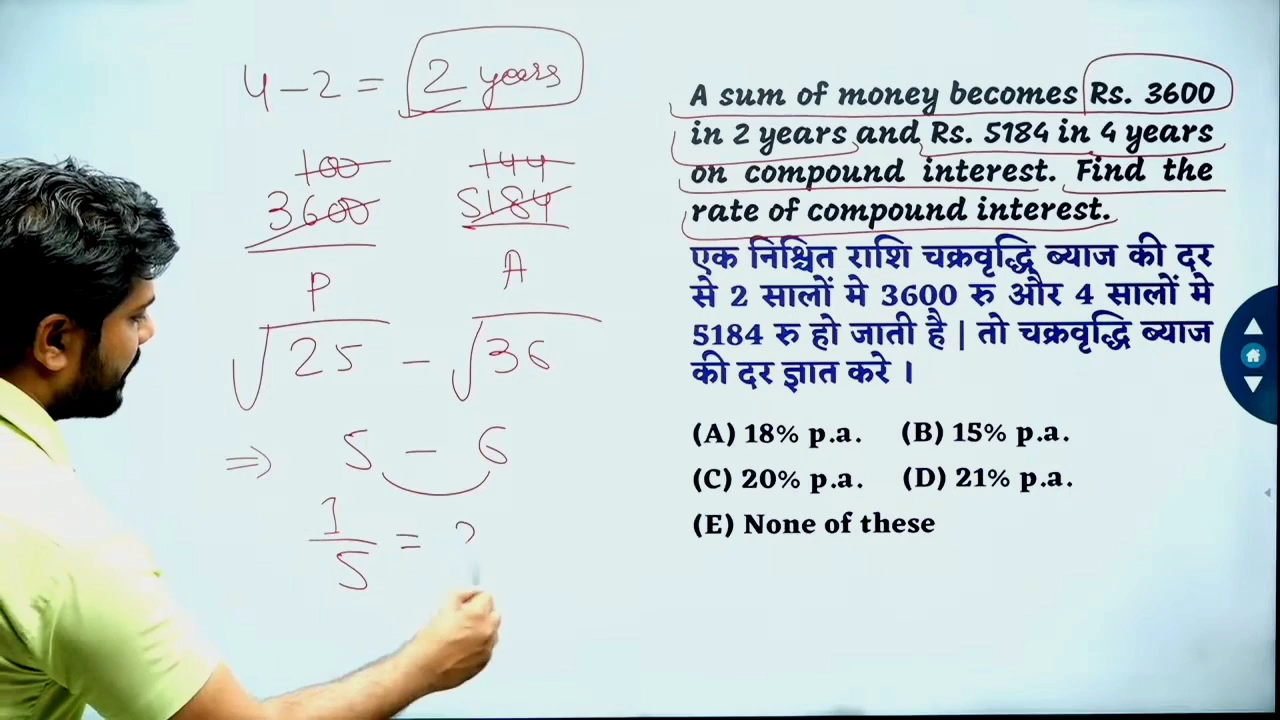 4 - 2 = 2 years
100 144
3600 5184
P A
√25 - √36
⇒ 5 - 6
1
5 = 2
A sum of money becomes Rs. 3600
in 2 years and Rs. 5184 in 4 years
on compound interest. Find the
rate of compound interest.
एक निश्चित राशि चक्रवृद्धि ब्याज की दर
से 2 सालों मे 3600 रु और 4 सालों मे
5184 रु हो जाती है | तो चक्रवृद्धि ब्याज
की दर ज्ञात करे ।
(A) 18% p.a. (B) 15% p.a.
(C) 20% p.a. (D) 21% p.a.
(E) None of these